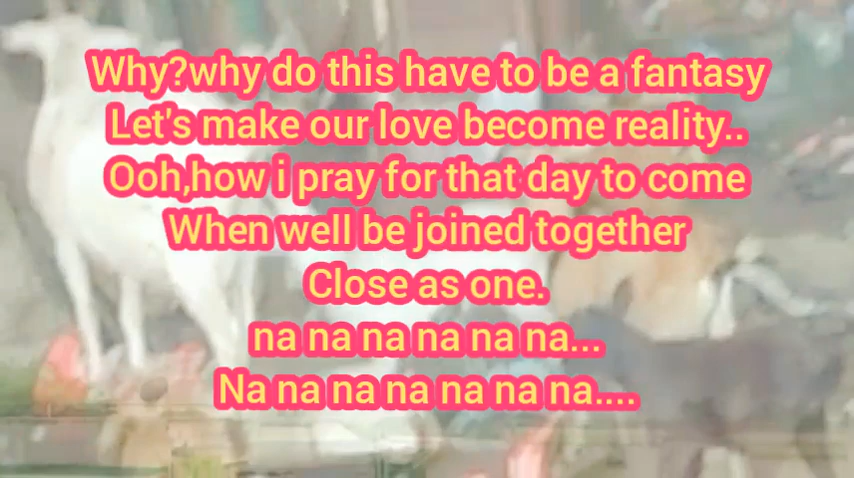 Why?why do this have to be a fantasy
Let's make our love become reality..
Ooh,how i pray for that day to come
When well be joined together
Close as one.
na na na na na na...
Na na na na na na na....